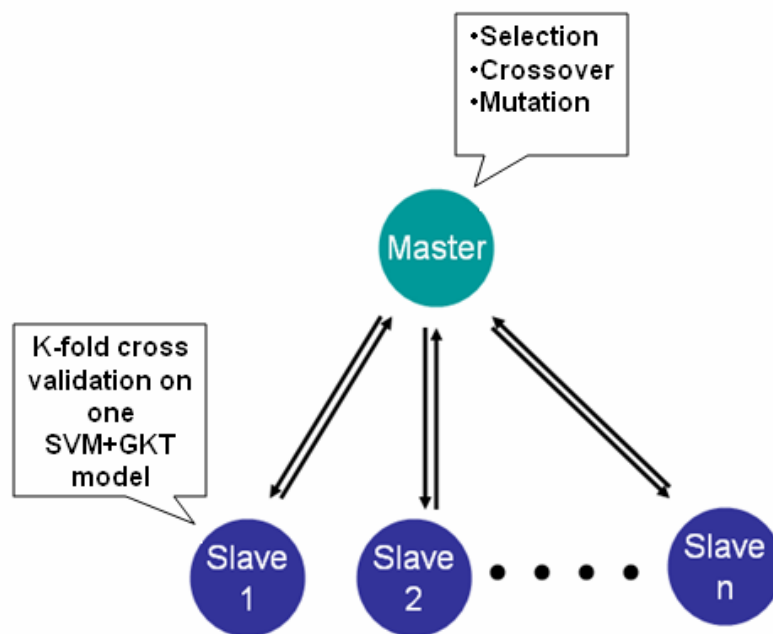 •Selection
•Crossover
•Mutation
Master
K-fold cross
validation on
one
SVM+GKT
model
Slave
1
Slave
2
Slave
n